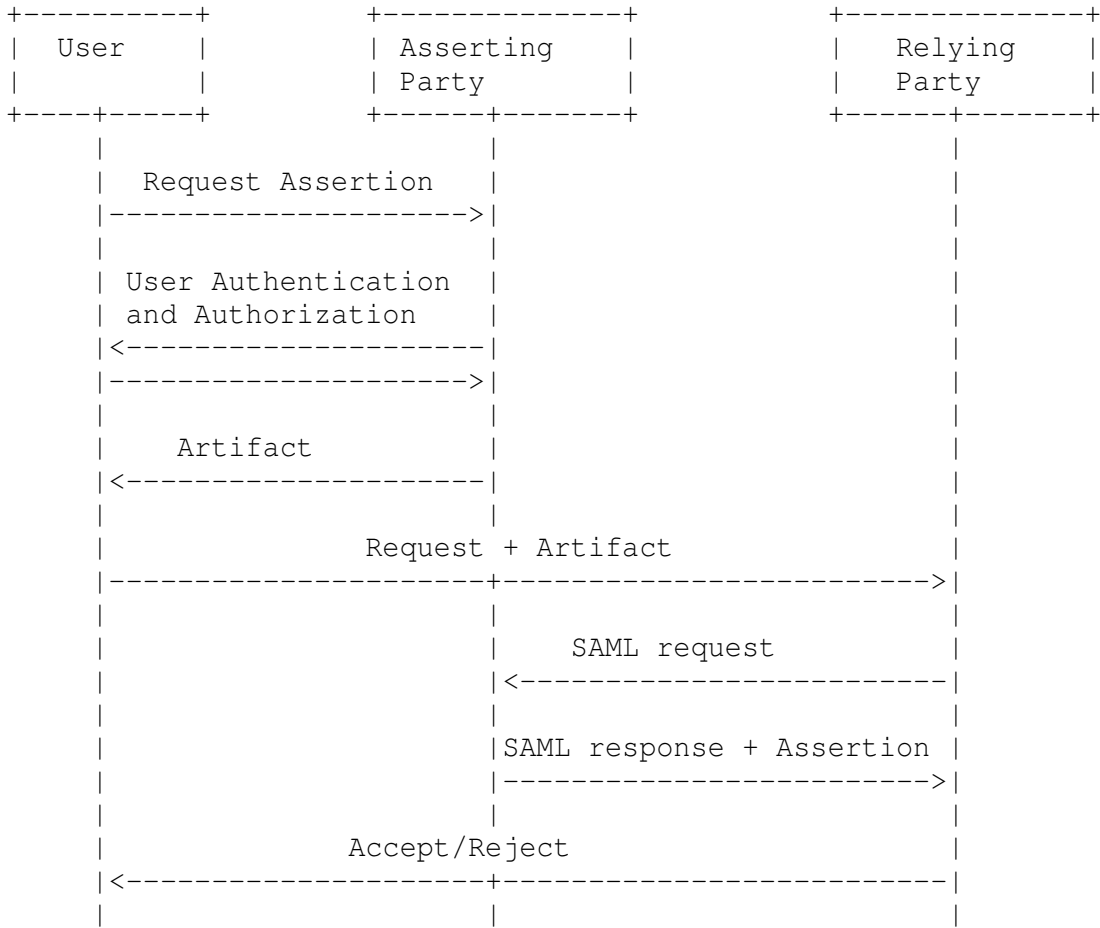 User Asserting Relying
Party Party
Request Assertion
User Authentication
and Authorization
Artifact
Request + Artifact
SAML request
SAML response + Assertion
Accept/Reject